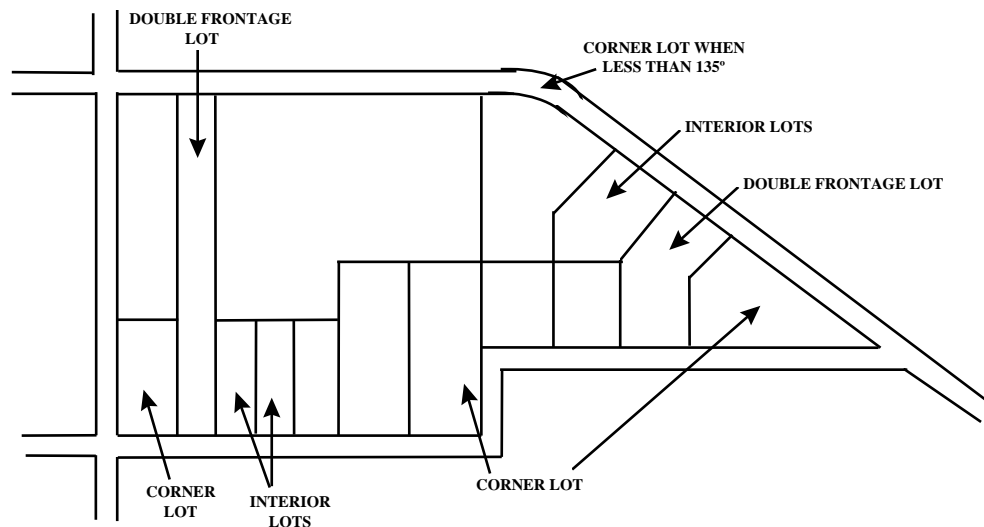 DOUBLE FRONTAGE
LOT
CORNER LOT WHEN
LESS THAN 135º
INTERIOR LOTS
DOUBLE FRONTAGE LOT
CORNER
LOT
INTERIOR
LOTS
CORNER LOT